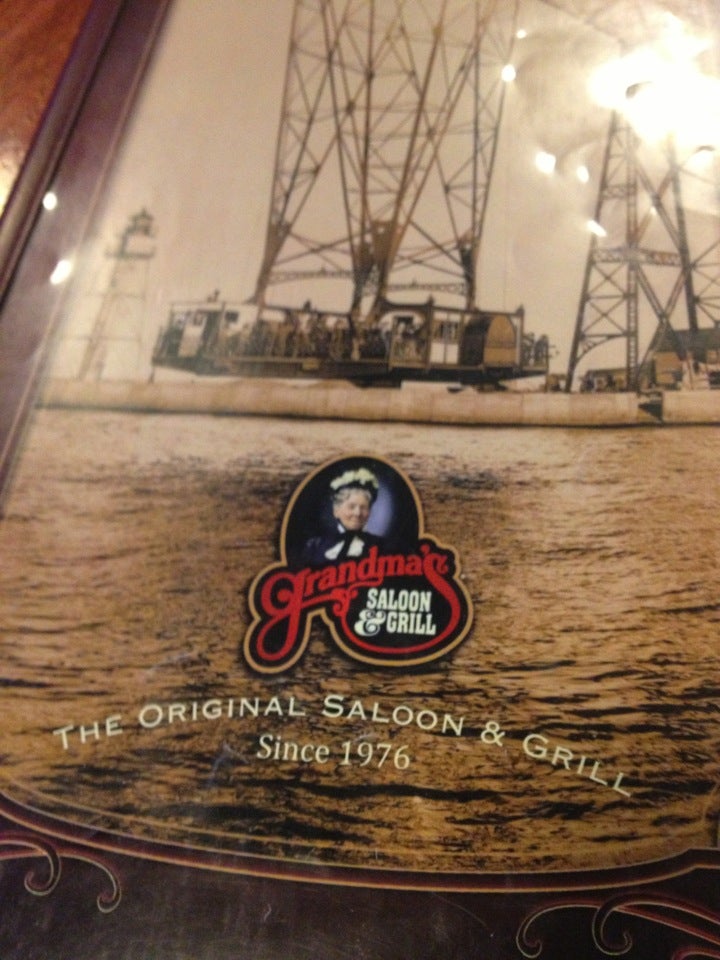 Grandma's
SALOON
& GRILL
THE ORIGINAL SALOON & GRILL
Since 1976